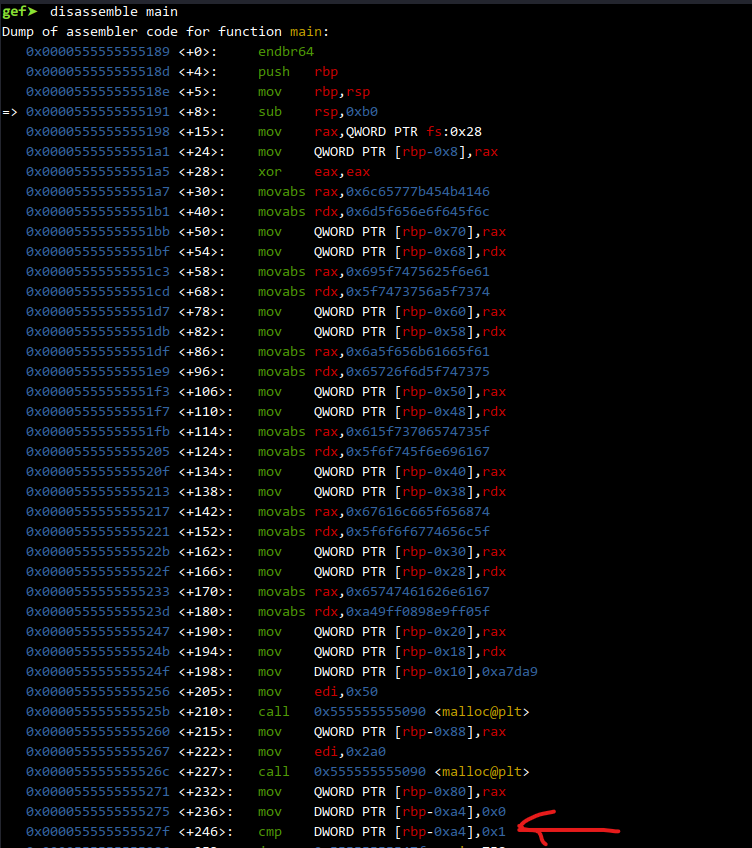 gef➤  disassemble main
Dump of assembler code for function main:
   0x0000555555555189 <+0>:     endbr64
   0x000055555555518d <+4>:     push   rbp
   0x000055555555518e <+5>:     mov    rbp,rsp
=> 0x0000555555555191 <+8>:     sub    rsp,0xb0
   0x0000555555555198 <+15>:    mov    rax,QWORD PTR fs:0x28
   0x00005555555551a1 <+24>:    mov    QWORD PTR [rbp-0x8],rax
   0x00005555555551a5 <+28>:    xor    eax,eax
   0x00005555555551a7 <+30>:    movabs rax,0x6c65777b454b4146
   0x00005555555551b1 <+40>:    movabs rdx,0x6d5f656e6f645f6c
   0x00005555555551bb <+50>:    mov    QWORD PTR [rbp-0x70],rax
   0x00005555555551bf <+54>:    mov    QWORD PTR [rbp-0x68],rdx
   0x00005555555551c3 <+58>:    movabs rax,0x695f7475625f6e61
   0x00005555555551cd <+68>:    movabs rdx,0x5f7473756a5f7374
   0x00005555555551d7 <+78>:    mov    QWORD PTR [rbp-0x60],rax
   0x00005555555551db <+82>:    mov    QWORD PTR [rbp-0x58],rdx
   0x00005555555551df <+86>:    movabs rax,0x6a5f656b61665f61
   0x00005555555551e9 <+96>:    movabs rdx,0x65726f6d5f747375
   0x00005555555551f3 <+106>:   mov    QWORD PTR [rbp-0x50],rax
   0x00005555555551f7 <+110>:   mov    QWORD PTR [rbp-0x48],rdx
   0x00005555555551fb <+114>:   movabs rax,0x615f73706574735f
   0x0000555555555205 <+124>:   movabs rdx,0x5f6f745f6e696167
   0x000055555555520f <+134>:   mov    QWORD PTR [rbp-0x40],rax
   0x0000555555555213 <+138>:   mov    QWORD PTR [rbp-0x38],rdx
   0x0000555555555217 <+142>:   movabs rax,0x67616c665f656874
   0x0000555555555221 <+152>:   movabs rdx,0x5f6f6f6774656c5f
   0x000055555555522b <+162>:   mov    QWORD PTR [rbp-0x30],rax
   0x000055555555522f <+166>:   mov    QWORD PTR [rbp-0x28],rdx
   0x0000555555555233 <+170>:   movabs rax,0x65747461626e6167
   0x000055555555523d <+180>:   movabs rdx,0xa49ff0898e9ff05f
   0x0000555555555247 <+190>:   mov    QWORD PTR [rbp-0x20],rax
   0x000055555555524b <+194>:   mov    QWORD PTR [rbp-0x18],rdx
   0x000055555555524f <+198>:   mov    DWORD PTR [rbp-0x10],0xa7da9
   0x0000555555555256 <+205>:   mov    edi,0x50
   0x000055555555525b <+210>:   call   0x555555555090 <malloc@plt>
   0x0000555555555260 <+215>:   mov    QWORD PTR [rbp-0x88],rax
   0x0000555555555267 <+222>:   mov    edi,0x2a0
   0x000055555555526c <+227>:   call   0x555555555090 <malloc@plt>
   0x0000555555555271 <+232>:   mov    QWORD PTR [rbp-0x80],rax
   0x0000555555555275 <+236>:   mov    DWORD PTR [rbp-0xa4],0x0
   0x000055555555527f <+246>:   cmp    DWORD PTR [rbp-0xa4],0x1